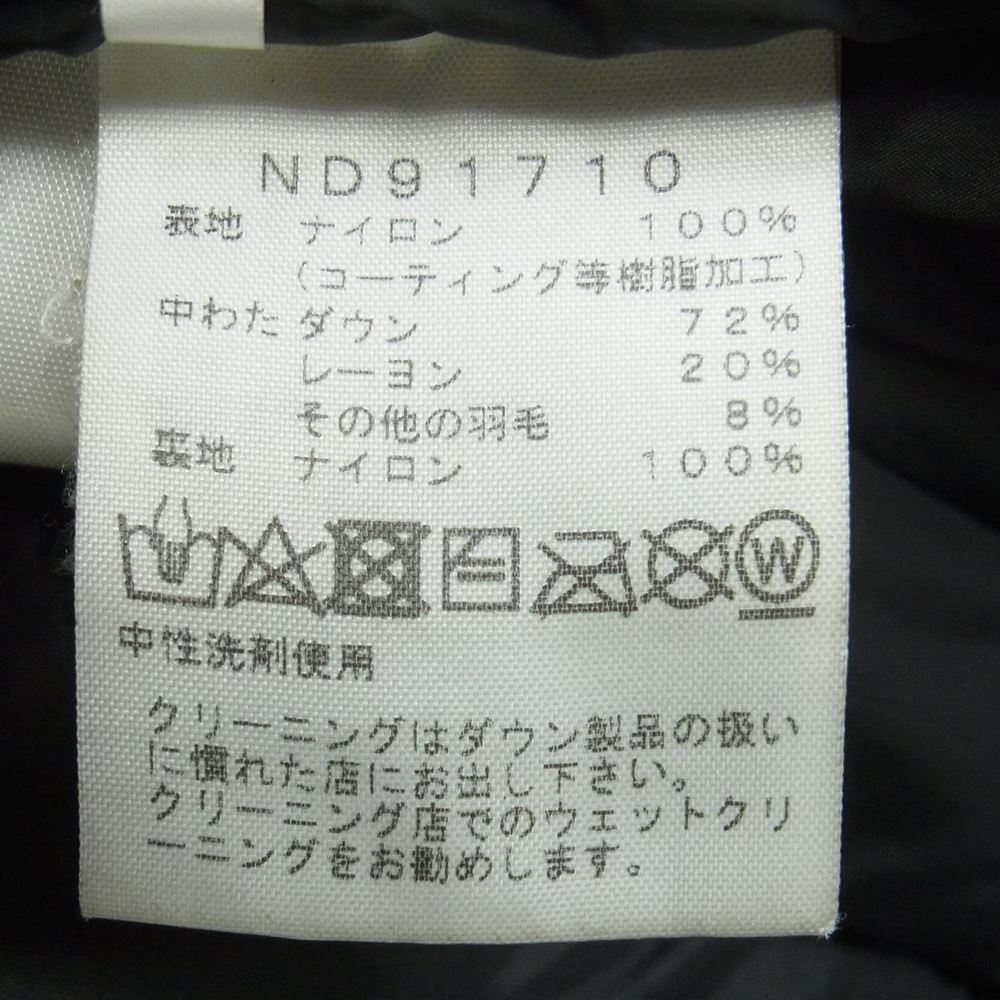 ND91710
表地 ナイロン 100%
(コーティング等樹脂加工)
中わた ダウン 72%
レーヨン 20%
その他の羽毛 8%
裏地 ナイロン 100%
W
中性洗剤使用
クリーニングはダウン製品の扱い
に慣れた店にお出し下さい。
クリーニング店でのウェットクリ
ーニングをお勧めします。